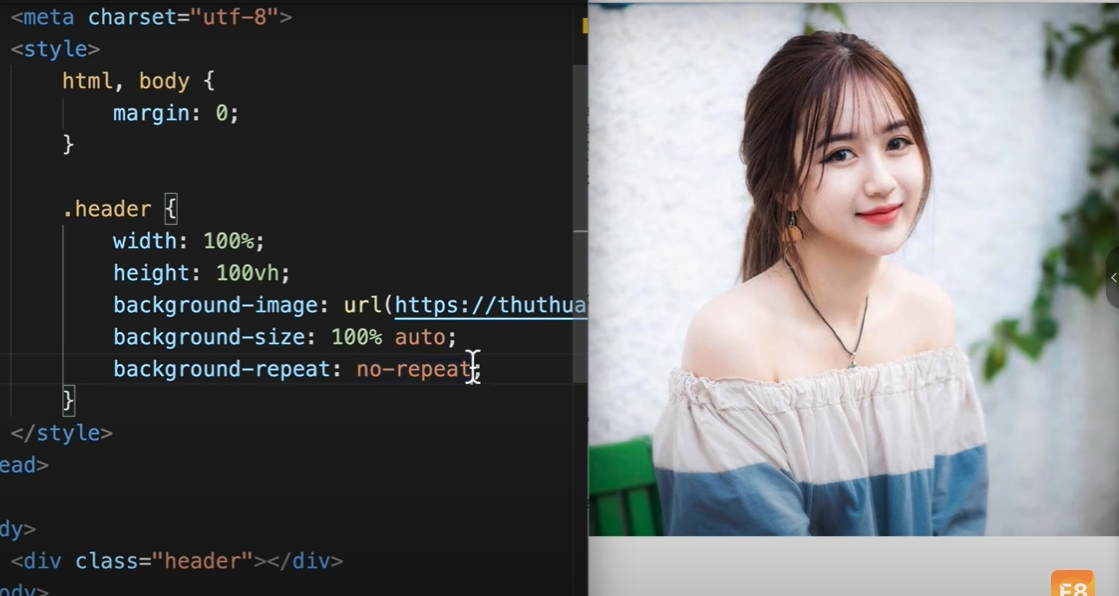 <meta charset="utf-8">
<style>
html, body {
margin: 0;
}
.header {
width: 100%;
height: 100vh;
background-image: url(https://thuthua
background-size: 100% auto;
background-repeat: no-repeat;
}
</style>
ead>
dy>
<div class="header"></div>
ody>
F8